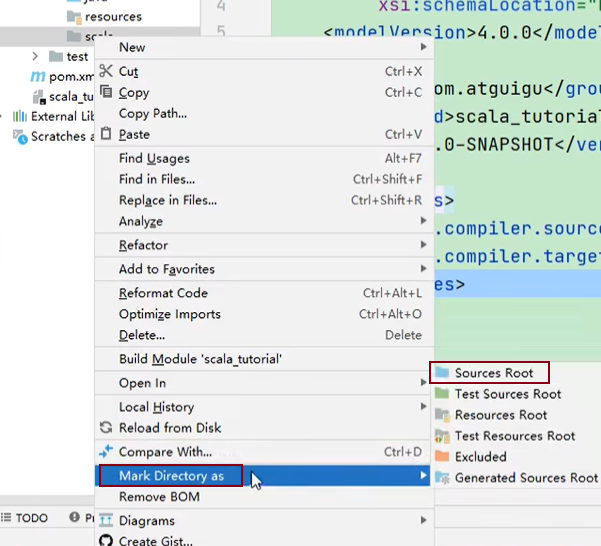 java
resources
scala
test
pom.xm
scala_tu
External Lib
Scratches a
4
5
6
xsi:schemaLocation="
<modelVersion>4.0.0</mode
om.atguigu</grou
d>scala_tutoria
.0-SNAPSHOT</ve
s>
.compiler.sourc
.compiler.targe
es>
New
Cut Ctrl+X
Copy Ctrl+C
Copy Path...
Paste Ctrl+V
Find Usages Alt+F7
Find in Files... Ctrl+Shift+F
Replace in Files... Ctrl+Shift+R
Analyze
Refactor
Add to Favorites
Reformat Code Ctrl+Alt+L
Optimize Imports Ctrl+Alt+O
Delete... Delete
Build Module 'scala_tutorial'
Open In
Local History
Reload from Disk
Compare With... Ctrl+D
Mark Directory as
Remove BOM
Diagrams
Create Gist...
Sources Root
Test Sources Root
Resources Root
Test Resources Root
Excluded
Generated Sources Root
TODO